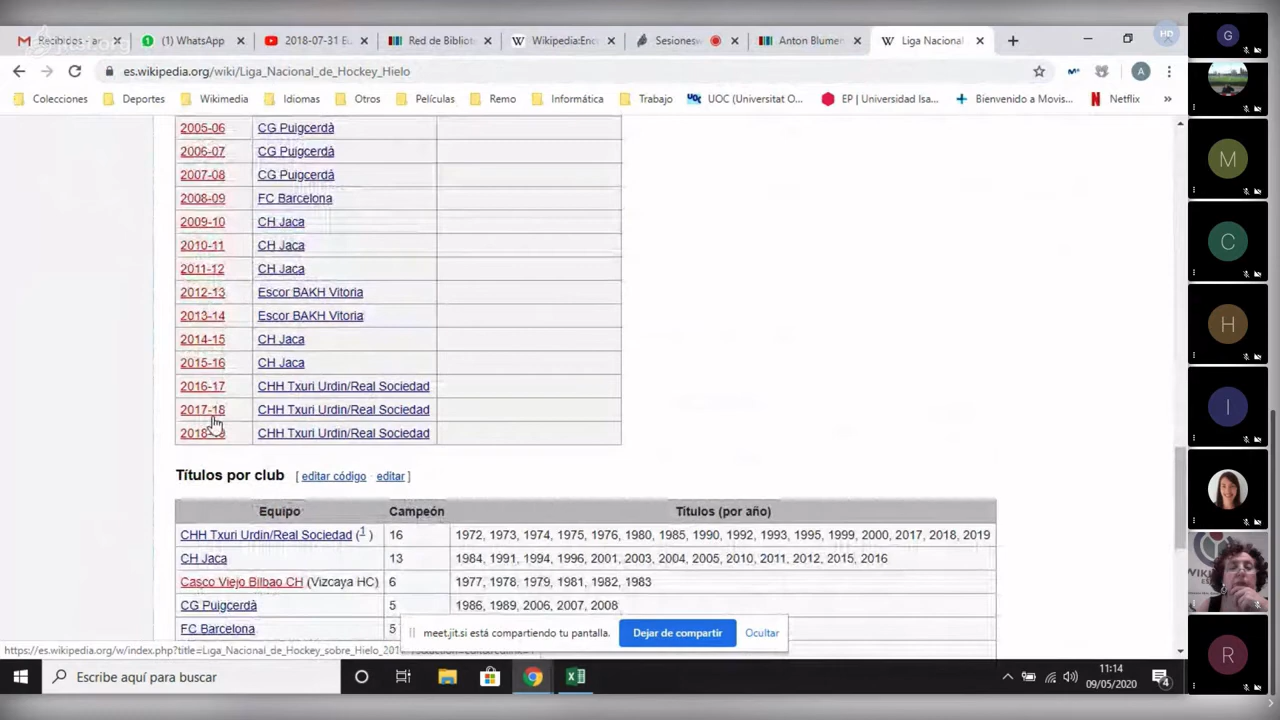 jitsi.org
Recibidos - ar
(1) WhatsApp
2018-07-31 Eu
Red de Bibliot
Wikipedia:Enc
Sesionesw
Anton Blumer
Liga Nacional
HD
es.wikipedia.org/wiki/Liga_Nacional_de_Hockey_Hielo
A
Colecciones
Deportes
Wikimedia
Idiomas
Otros
Películas
Remo
Informática
Trabajo
UOC (Universitat O...
EP | Universidad Isa...
Bienvenido a Movis...
Netflix
»
2005-06 CG Puigcerdà
2006-07 CG Puigcerdà
2007-08 CG Puigcerdà
2008-09 FC Barcelona
2009-10 CH Jaca
2010-11 CH Jaca
2011-12 CH Jaca
2012-13 Escor BAKH Vitoria
2013-14 Escor BAKH Vitoria
2014-15 CH Jaca
2015-16 CH Jaca
2016-17 CHH Txuri Urdin/Real Sociedad
2017-18 CHH Txuri Urdin/Real Sociedad
CHH Txuri Urdin/Real Sociedad
Títulos por club [ editar código · editar ]
Equipo Campeón Títulos (por año)
CHH Txuri Urdin/Real Sociedad (1 ) 16 1972, 1973, 1974, 1975, 1976, 1980, 1985, 1990, 1992, 1993, 1995, 1999, 2000, 2017, 2018, 2019
CH Jaca 13 1984, 1991, 1994, 1996, 2001, 2003, 2004, 2005, 2010, 2011, 2012, 2015, 2016
Casco Viejo Bilbao CH (Vizcaya HC) 6 1977, 1978, 1979, 1981, 1982, 1983
CG Puigcerdà 5 1986, 1989, 2006, 2007, 2008
FC Barcelona 5
meet.jit.si está compartiendo tu pantalla.
Dejar de compartir
Ocultar
Escribe aquí para buscar
11:14
09/05/2020
4
G
M
C
H
I
R